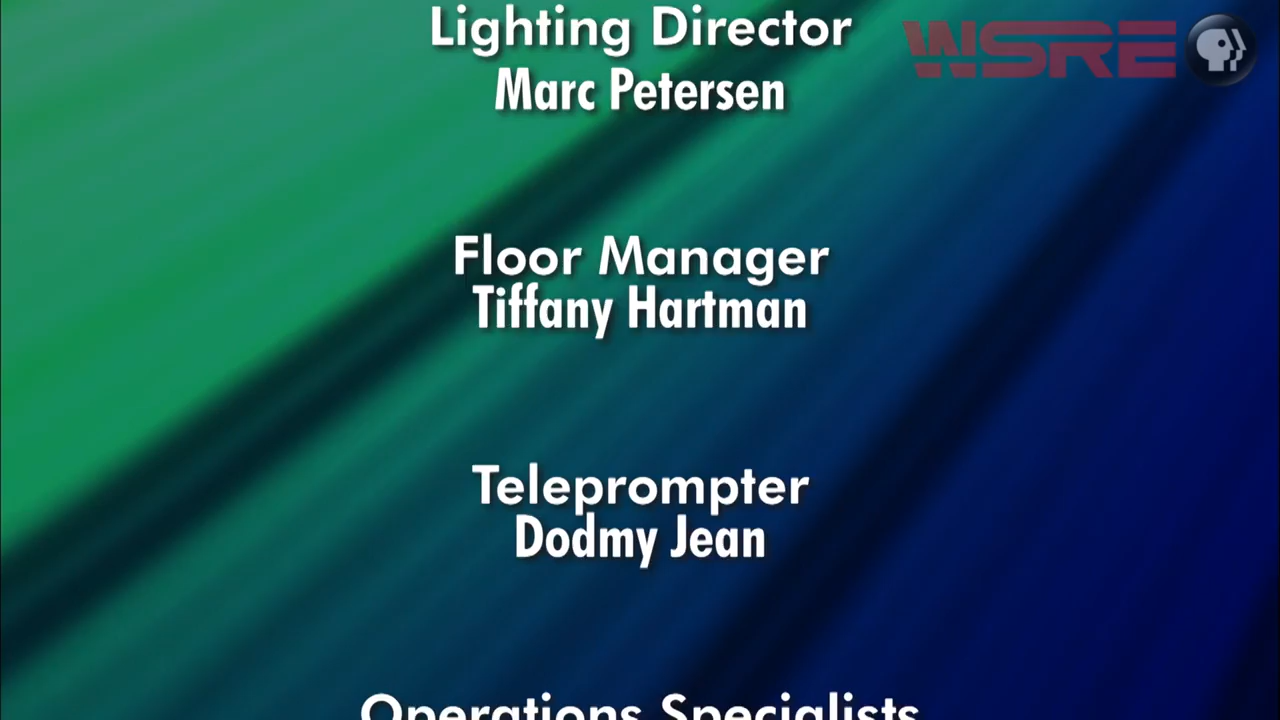 Lighting Director
WSRE
Marc Petersen
Floor Manager
Tiffany Hartman
Teleprompter
Dodmy Jean
Operations Specialists